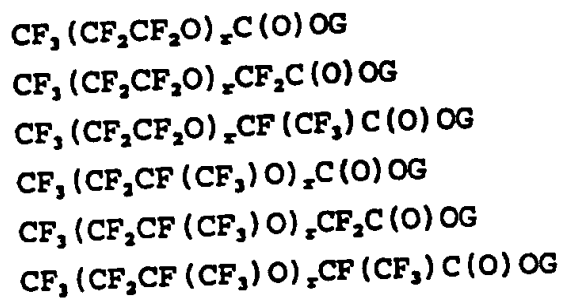 CF₃(CF₂CF₂O)ₓC(O)OG
CF₃(CF₂CF₂O)ₓCF₂C(O)OG
CF₃(CF₂CF₂O)ₓCF(CF₃)C(O)OG
CF₃(CF₂CF(CF₃)O)ₓC(O)OG
CF₃(CF₂CF(CF₃)O)ₓCF₂C(O)OG
CF₃(CF₂CF(CF₃)O)ₓCF(CF₃)C(O)OG